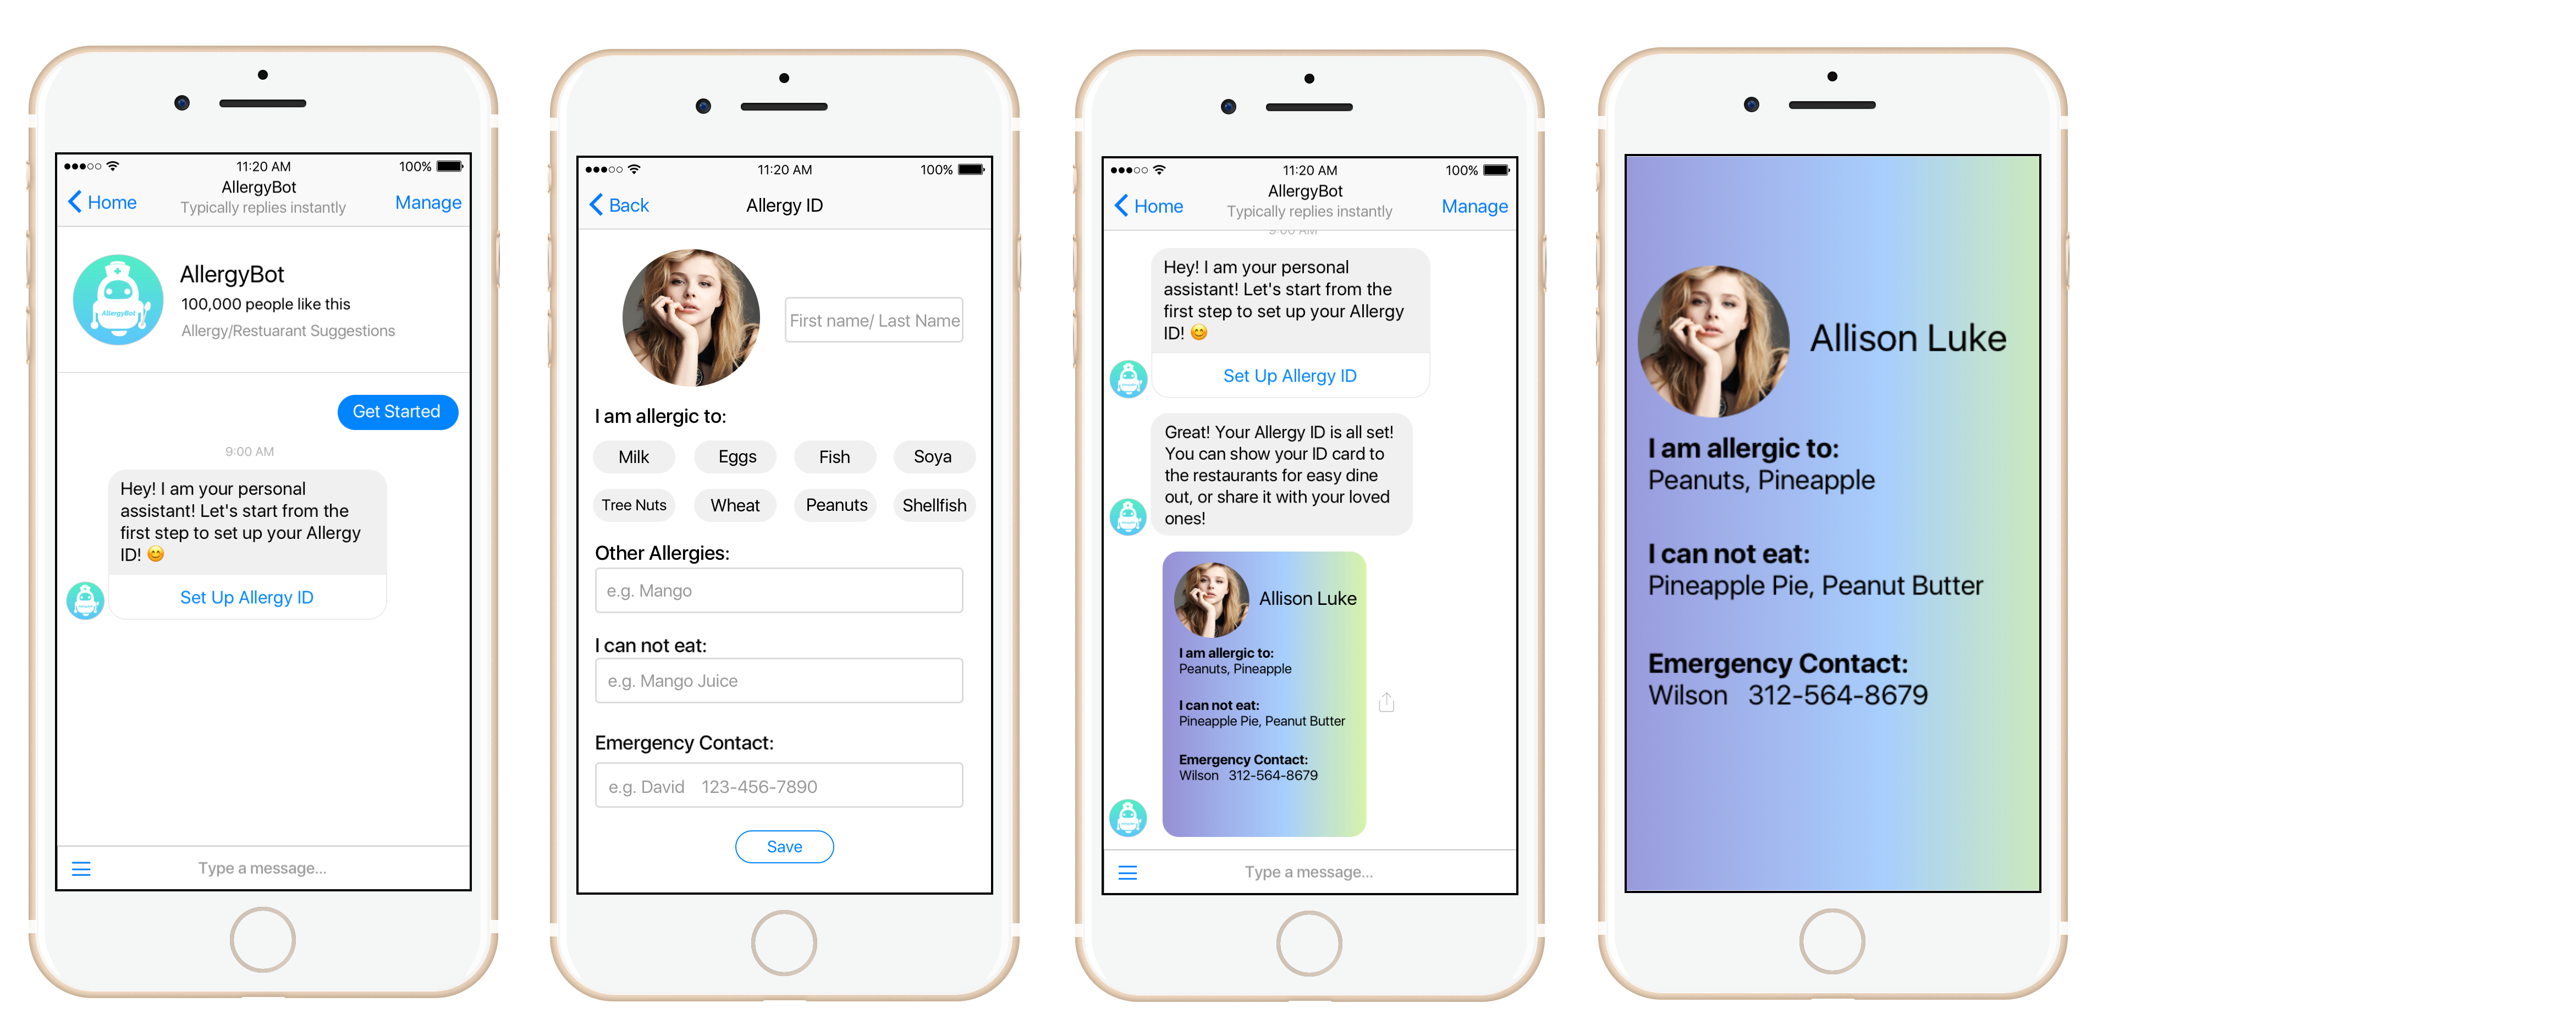 11:20 AM
100%
Home
AllergyBot
Typically replies instantly
Manage
AllergyBot
AllergyBot
100,000 people like this
Allergy/Restuarant Suggestions
Get Started
9:00 AM
Hey! I am your personal
assistant! Let's start from the
first step to set up your Allergy
ID! 😊
Set Up Allergy ID
Type a message...
11:20 AM
100%
Back
Allergy ID
First name/ Last Name
I am allergic to:
Milk
Eggs
Fish
Soya
Tree Nuts
Wheat
Peanuts
Shellfish
Other Allergies:
e.g. Mango
I can not eat:
e.g. Mango Juice
Emergency Contact:
e.g. David 123-456-7890
Save
11:20 AM
100%
Home
AllergyBot
Typically replies instantly
Manage
9:00 AM
Hey! I am your personal
assistant! Let's start from the
first step to set up your Allergy
ID! 😊
Set Up Allergy ID
Great! Your Allergy ID is all set!
You can show your ID card to
the restaurants for easy dine
out, or share it with your loved
ones!
Allison Luke
I am allergic to:
Peanuts, Pineapple
I can not eat:
Pineapple Pie, Peanut Butter
Emergency Contact:
Wilson 312-564-8679
Type a message...
Allison Luke
I am allergic to:
Peanuts, Pineapple
I can not eat:
Pineapple Pie, Peanut Butter
Emergency Contact:
Wilson 312-564-8679